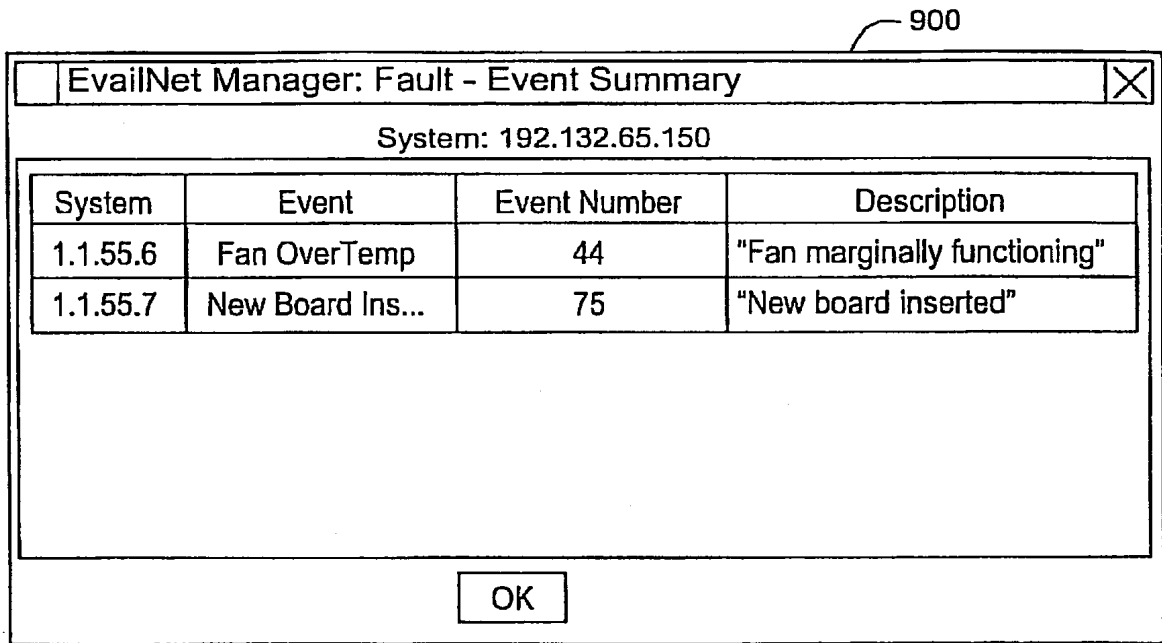 900
EvailNet Manager: Fault - Event Summary
System: 192.132.65.150
System Event Event Number Description
1.1.55.6 Fan OverTemp 44 "Fan marginally functioning"
1.1.55.7 New Board Ins... 75 "New board inserted"
OK